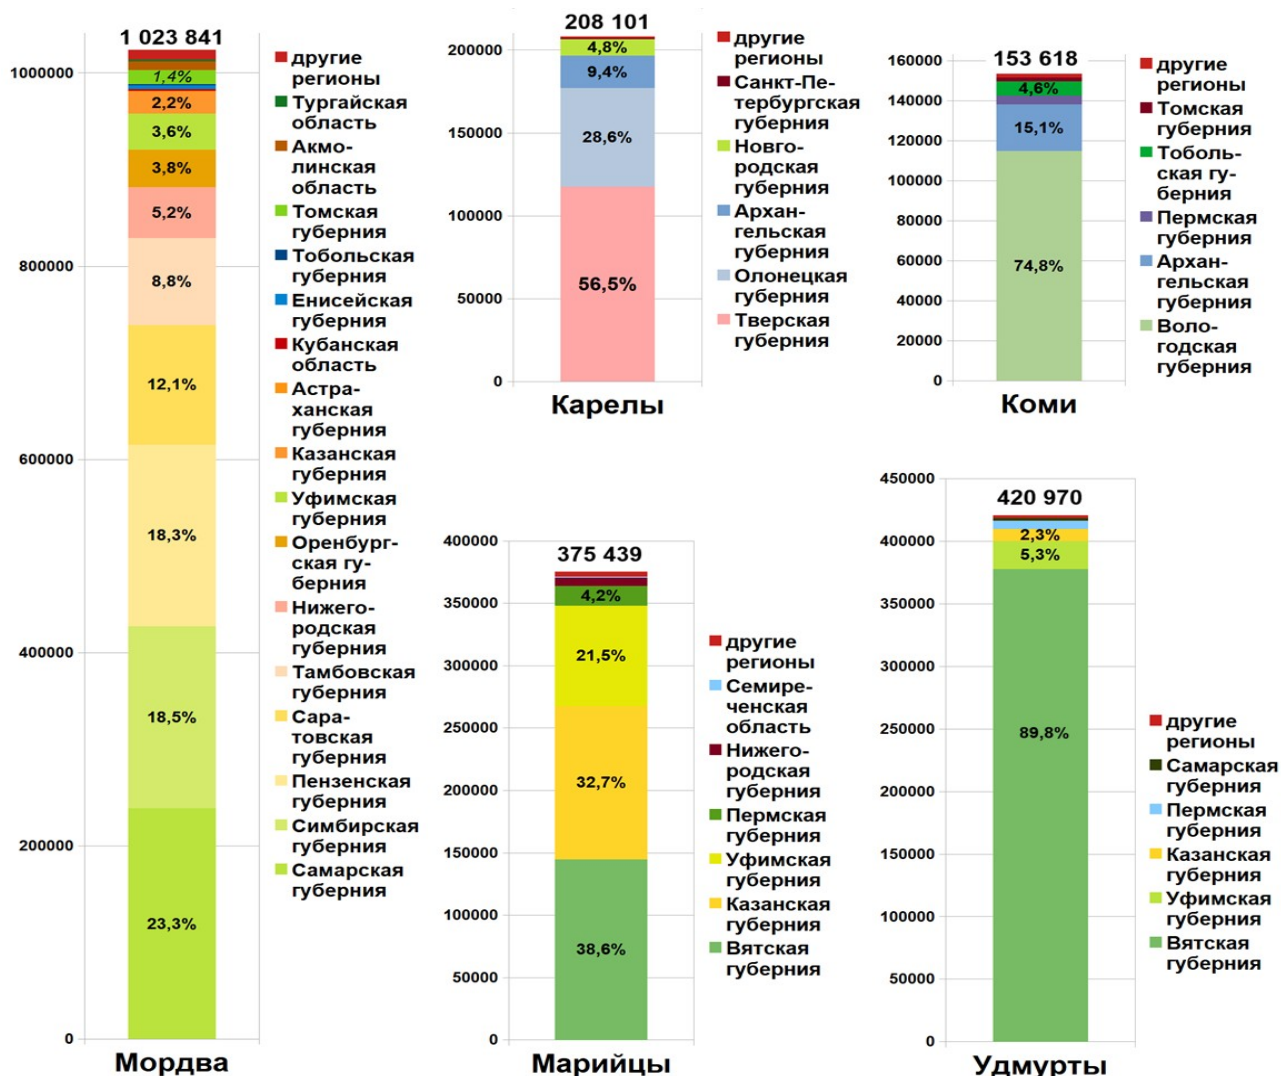 1 023 841
1000000
800000
600000
400000
200000
0
1,4%
2,2%
3,6%
3,8%
5,2%
8,8%
12,1%
18,3%
18,5%
23,3%
другие
регионы
Тургайская
область
Акмо-
линская
область
Томская
губерния
Тобольская
губерния
Енисейская
губерния
Кубанская
область
Астра-
ханская
губерния
Казанская
губерния
Уфимская
губерния
Оренбург-
ская гу-
берния
Нижего-
родская
губерния
Тамбовская
губерния
Сара-
товская
губерния
Пензенская
губерния
Симбирская
губерния
Самарская
губерния
Мордва
208 101
200000
150000
100000
50000
0
4,8%
9,4%
28,6%
56,5%
другие
регионы
Санкт-Пе-
тербургская
губерния
Новго-
родская
губерния
Архан-
гельская
губерния
Олонецкая
губерния
Тверская
губерния
Карелы
153 618
160000
140000
120000
100000
80000
60000
40000
20000
0
4,6%
15,1%
74,8%
другие
регионы
Томская
губерния
Тоболь-
ская гу-
берния
Пермская
губерния
Архан-
гельская
губерния
Воло-
годская
губерния
Коми
375 439
400000
350000
300000
250000
200000
150000
100000
50000
0
4,2%
21,5%
32,7%
38,6%
другие
регионы
Семире-
ченская
область
Нижего-
родская
губерния
Пермская
губерния
Уфимская
губерния
Казанская
губерния
Вятская
губерния
Марийцы
420 970
450000
400000
350000
300000
250000
200000
150000
100000
50000
0
2,3%
5,3%
89,8%
другие
регионы
Самарская
губерния
Пермская
губерния
Казанская
губерния
Уфимская
губерния
Вятская
губерния
Удмурты